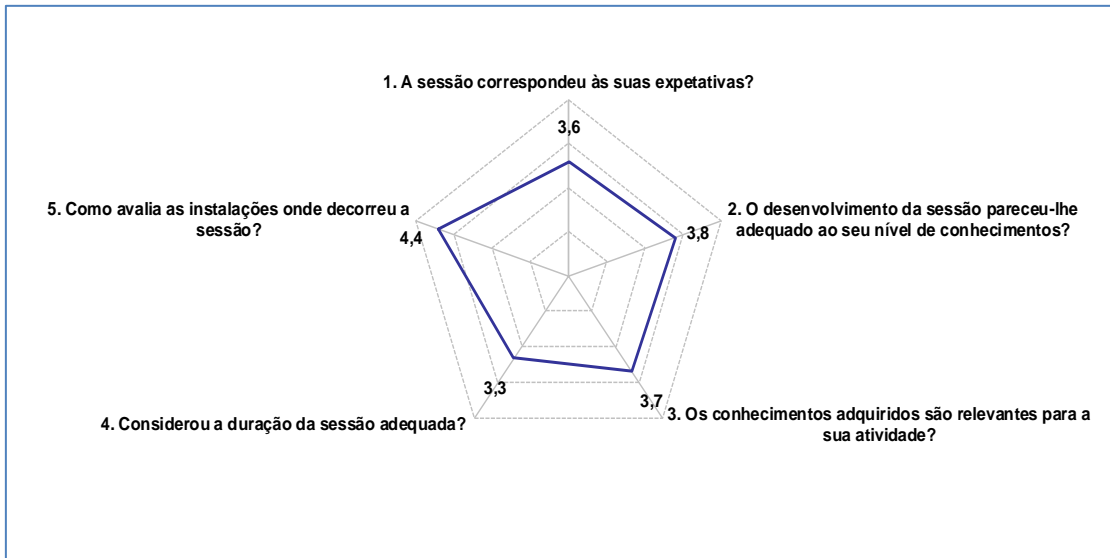 1. A sessão correspondeu às suas expetativas?
3,6
5. Como avalia as instalações onde decorreu a
sessão?
4,4
2. O desenvolvimento da sessão pareceu-lhe
adequado ao seu nível de conhecimentos?
3,8
4. Considerou a duração da sessão adequada?
3,3
3. Os conhecimentos adquiridos são relevantes para a
sua atividade?
3,7